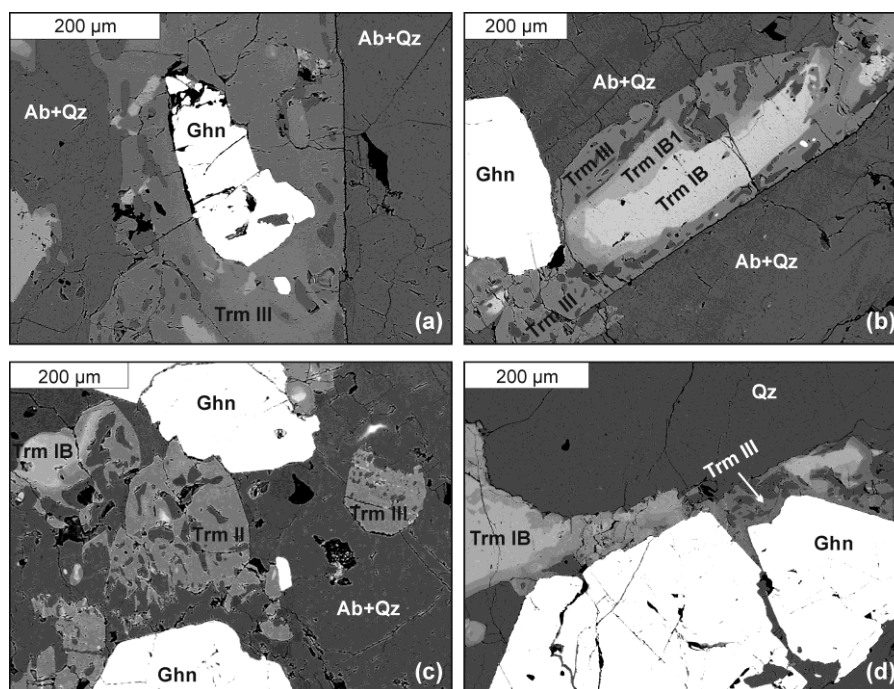 200 µm
Ab+Qz
Ab+Qz
Ghn
Trm III
(a)
200 µm
Ab+Qz
Ghn
Trm III
Trm IB1
Trm IB
Ab+Qz
Trm III
(b)
200 µm
Ghn
Trm IB
Trm II
Trm III
Ab+Qz
Ghn
(c)
200 µm
Qz
Trm III
Trm IB
Ghn
(d)